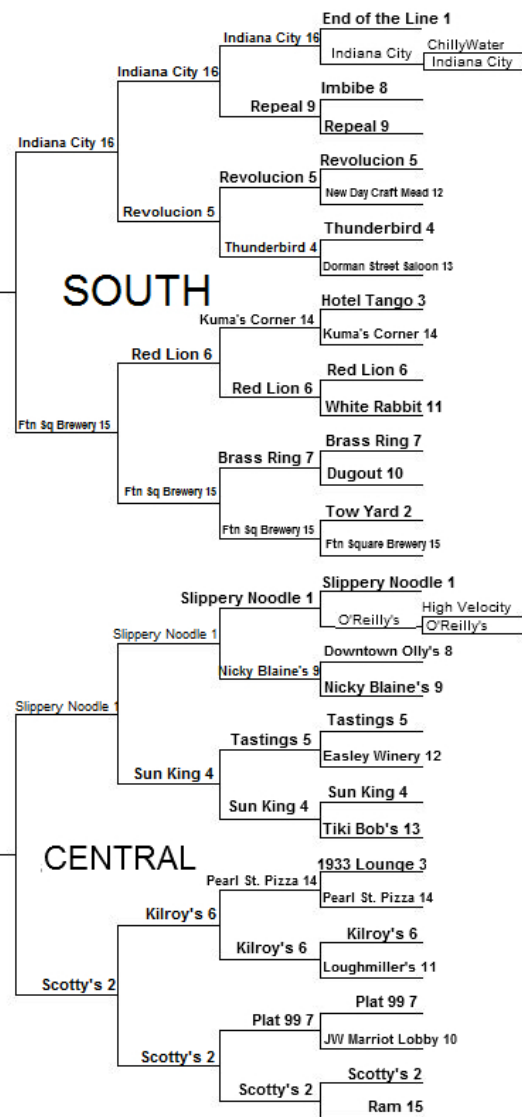 End of the Line 1
Indiana City 16
Indiana City
ChillyWater
Indiana City
Indiana City 16
Imbibe 8
Repeal 9
Repeal 9
Indiana City 16
Revolucion 5
Revolucion 5
New Day Craft Mead 12
Revolucion 5
Thunderbird 4
Thunderbird 4
Dorman Street Saloon 13
SOUTH
Hotel Tango 3
Kuma's Corner 14
Kuma's Corner 14
Red Lion 6
Red Lion 6
Red Lion 6
White Rabbit 11
Ftn Sq Brewery 15
Brass Ring 7
Brass Ring 7
Dugout 10
Ftn Sq Brewery 15
Tow Yard 2
Ftn Sq Brewery 15
Ftn Square Brewery 15
Slippery Noodle 1
Slippery Noodle 1
O'Reilly's
High Velocity
O'Reilly's
Slippery Noodle 1
Downtown Olly's 8
Nicky Blaine's 9
Nicky Blaine's 9
Slippery Noodle 1
Tastings 5
Tastings 5
Easley Winery 12
Sun King 4
Sun King 4
Sun King 4
Tiki Bob's 13
CENTRAL
1933 Lounge 3
Pearl St. Pizza 14
Pearl St. Pizza 14
Kilroy's 6
Kilroy's 6
Kilroy's 6
Loughmiller's 11
Scotty's 2
Plat 99 7
Plat 99 7
JW Marriot Lobby 10
Scotty's 2
Scotty's 2
Scotty's 2
Ram 15